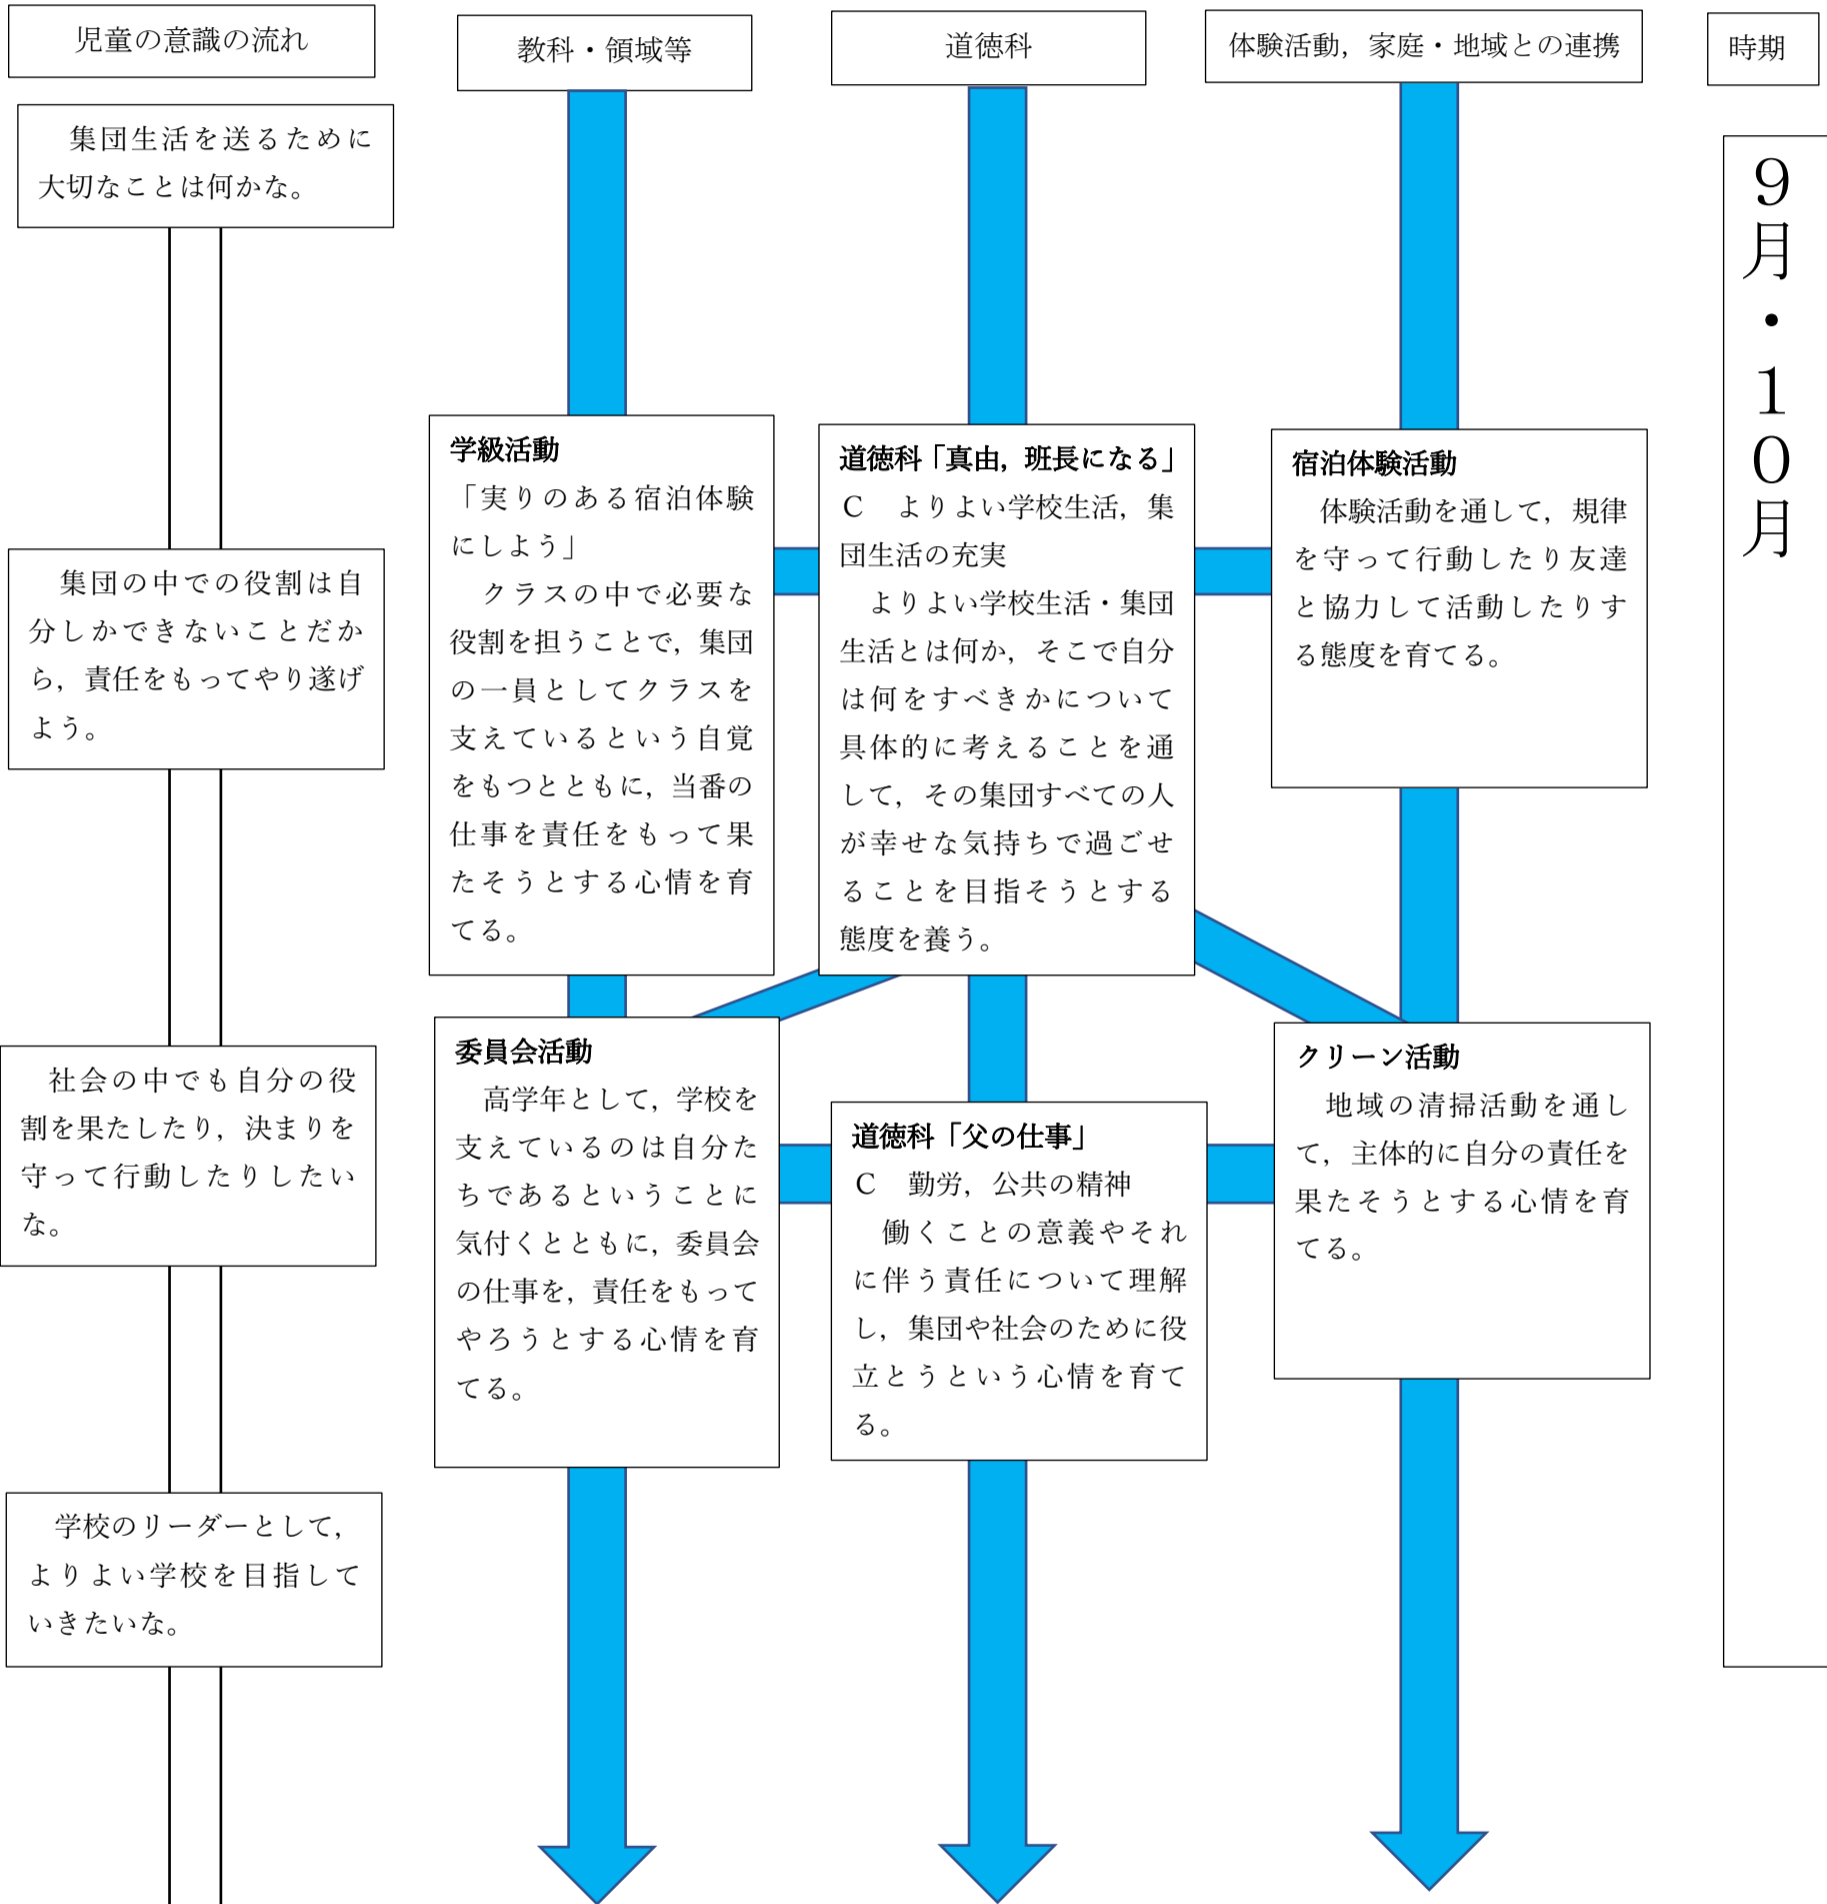 児童の意識の流れ
教科・領域等
道徳科
体験活動，家庭・地域との連携
時期
9月・10月
集団生活を送るために
大切なことは何かな。
集団の中での役割は自
分しかできないことだか
ら，責任をもってやり遂げ
よう。
社会の中でも自分の役
割を果たしたり，決まりを
守って行動したりしたい
な。
学校のリーダーとして，
よりよい学校を目指して
いきたいな。
学級活動
「実りのある宿泊体験
にしよう」
クラスの中で必要な
役割を担うことで，集団
の一員としてクラスを
支えているという自覚
をもつとともに，当番の
仕事を責任をもって果
たそうとする心情を育
てる。
道徳科「真由，班長になる」
C　よりよい学校生活，集
団生活の充実
よりよい学校生活・集団
生活とは何か，そこで自分
は何をすべきかについて
具体的に考えることを通
して，その集団すべての人
が幸せな気持ちで過ごせ
ることを目指そうとする
態度を養う。
宿泊体験活動
体験活動を通して，規律
を守って行動したり友達
と協力して活動したりす
る態度を育てる。
委員会活動
高学年として，学校を
支えているのは自分た
ちであるということに
気付くとともに，委員会
の仕事を，責任をもって
やろうとする心情を育
てる。
道徳科「父の仕事」
C　勤労，公共の精神
働くことの意義やそれ
に伴う責任について理解
し，集団や社会のために役
立とうという心情を育て
る。
クリーン活動
地域の清掃活動を通し
て，主体的に自分の責任を
果たそうとする心情を育
てる。